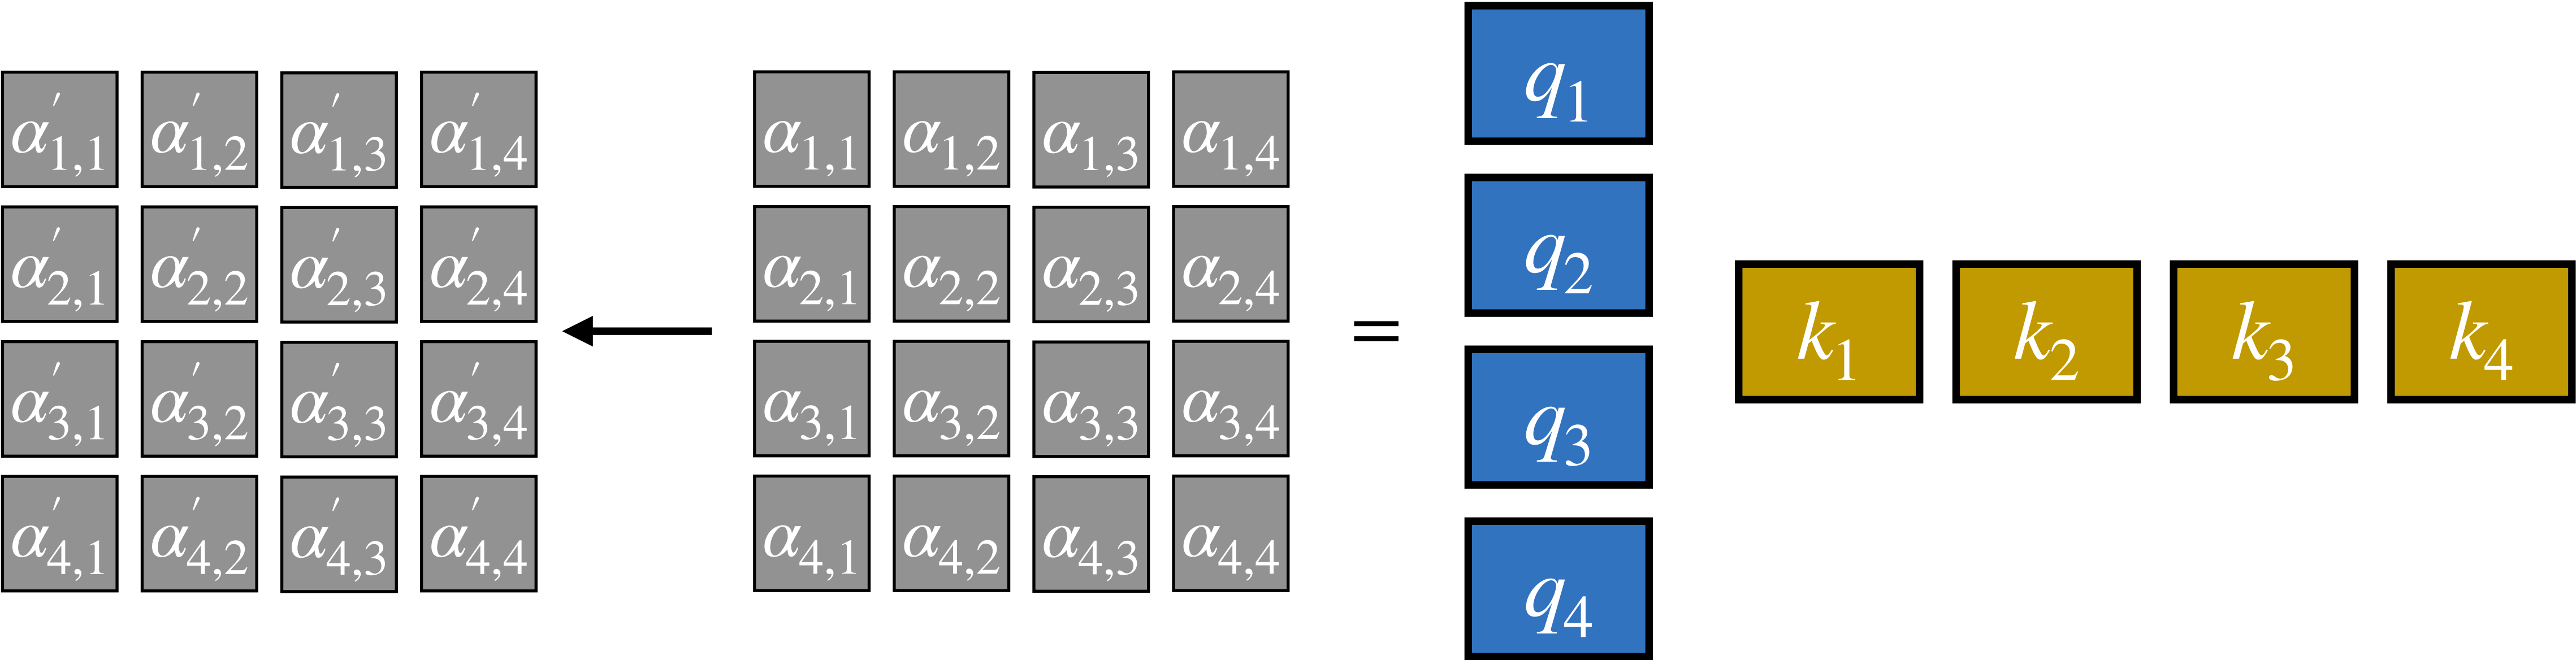 α′1,1 α′1,2 α′1,3 α′1,4 α1,1 α1,2 α1,3 α1,4 q1
α′2,1 α′2,2 α′2,3 α′2,4 α2,1 α2,2 α2,3 α2,4 q2
= k1 k2 k3 k4
α′3,1 α′3,2 α′3,3 α′3,4 α3,1 α3,2 α3,3 α3,4 q3
α′4,1 α′4,2 α′4,3 α′4,4 α4,1 α4,2 α4,3 α4,4 q4